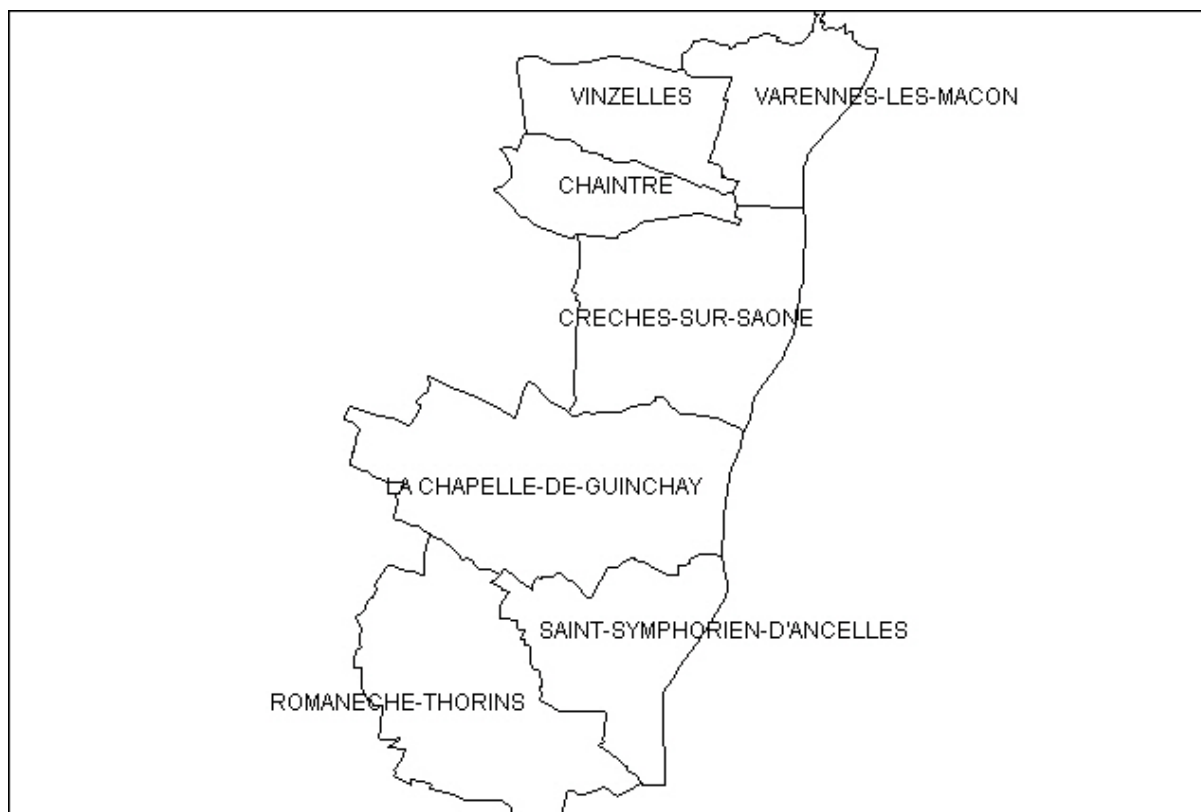 VINZELLES
VARENNES-LES-MACON
CHAINTRE
CRECHES-SUR-SAONE
LA CHAPELLE-DE-GUINCHAY
SAINT-SYMPHORIEN-D'ANCELLES
ROMANECHE-THORINS